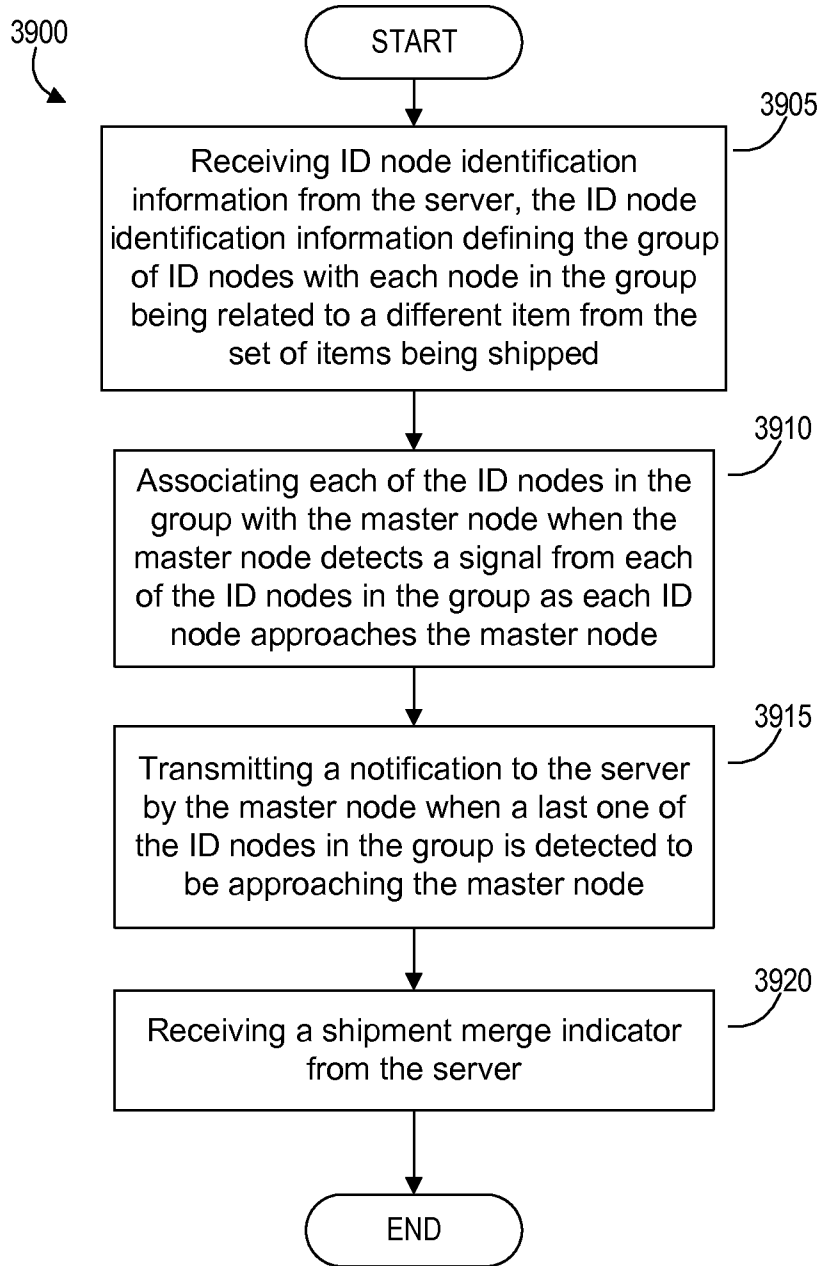 3900
START
3905
Receiving ID node identification
information from the server, the ID node
identification information defining the group
of ID nodes with each node in the group
being related to a different item from the
set of items being shipped
3910
Associating each of the ID nodes in the
group with the master node when the
master node detects a signal from each
of the ID nodes in the group as each ID
node approaches the master node
3915
Transmitting a notification to the server
by the master node when a last one of
the ID nodes in the group is detected to
be approaching the master node
3920
Receiving a shipment merge indicator
from the server
END